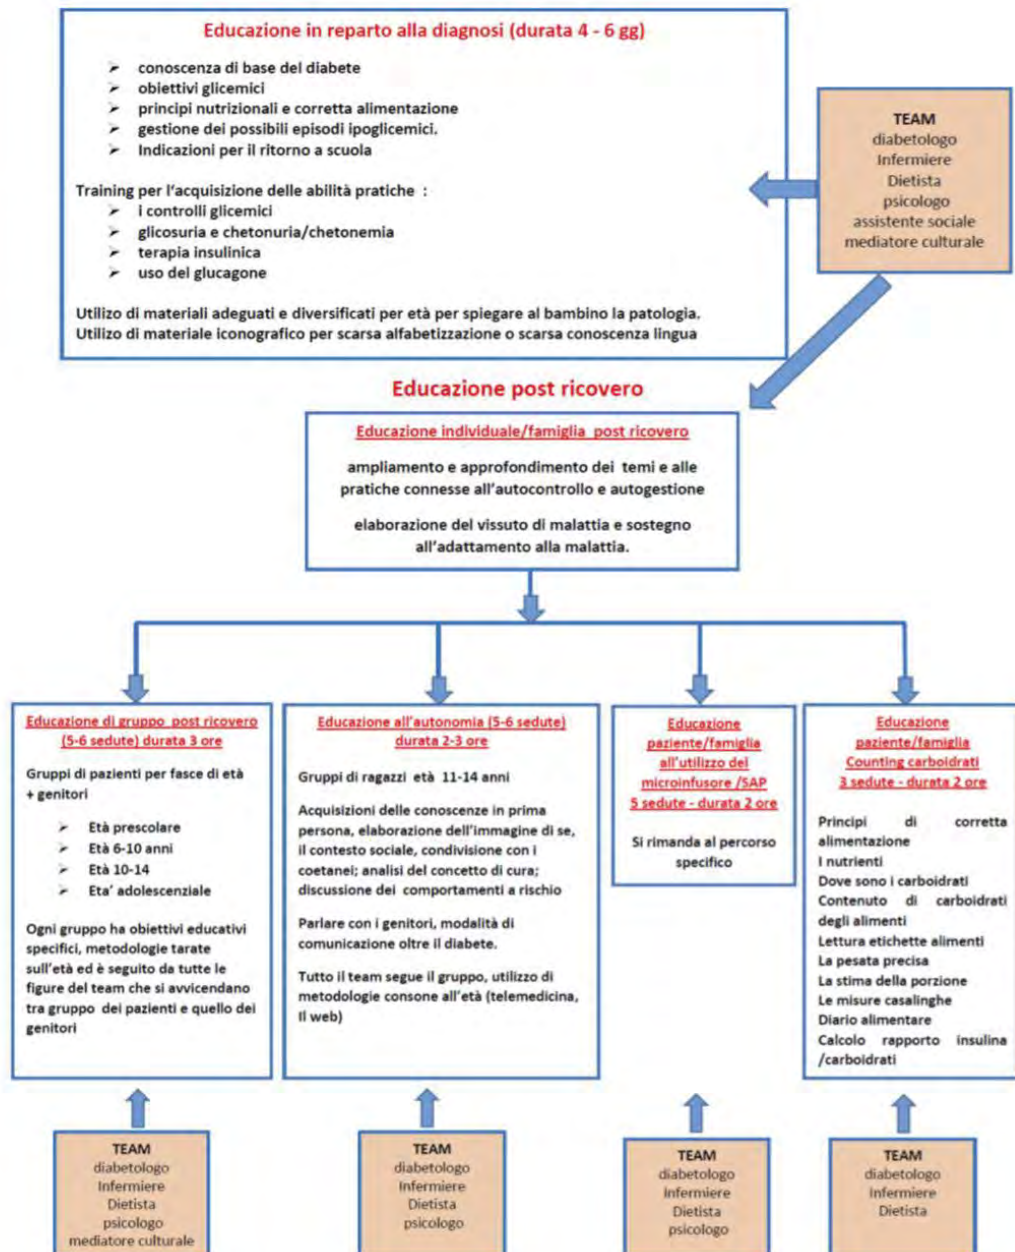 Educazione in reparto alla diagnosi (durata 4 - 6 gg)
➢ conoscenza di base del diabete
➢ obiettivi glicemici
➢ principi nutrizionali e corretta alimentazione
➢ gestione dei possibili episodi ipoglicemici.
➢ Indicazioni per il ritorno a scuola
Training per l'acquisizione delle abilità pratiche :
➢ i controlli glicemici
➢ glicosuria e chetonuria/chetonemia
➢ terapia insulinica
➢ uso del glucagone
Utilizo di materiali adeguati e diversificati per età per spiegare al bambino la patologia.
Utilizo di materiale iconografico per scarsa alfabetizzazione o scarsa conoscenza lingua
TEAM
diabetologo
Infermiere
Dietista
psicologo
assistente sociale
mediatore culturale
Educazione post ricovero
Educazione individuale/famiglia post ricovero
ampliamento e approfondimento dei temi e alle
pratiche connesse all'autocontrollo e autogestione
elaborazione del vissuto di malattia e sostegno
all'adattamento alla malattia.
Educazione di gruppo post ricovero
(5-6 sedute) durata 3 ore
Gruppi di pazienti per fasce di età
+ genitori
➢ Età prescolare
➢ Età 6-10 anni
➢ Età 10-14
➢ Eta' adolescenziale
Ogni gruppo ha obiettivi educativi
specifici, metodologie tarate
sull'età ed è seguito da tutte le
figure del team che si avvicendano
tra gruppo dei pazienti e quello dei
genitori
Educazione all'autonomia (5-6 sedute)
durata 2-3 ore
Gruppi di ragazzi età 11-14 anni
Acquisizioni delle conoscenze in prima
persona, elaborazione dell'immagine di se,
il contesto sociale, condivisione con i
coetanei; analisi del concetto di cura;
discussione dei comportamenti a rischio
Parlare con i genitori, modalità di
comunicazione oltre il diabete.
Tutto il team segue il gruppo, utilizzo di
metodologie consone all'età (telemedicina,
Il web)
Educazione
paziente/famiglia
all'utilizzo del
microinfusore /SAP
5 sedute - durata 2 ore
Si rimanda al percorso
specifico
Educazione
paziente/famiglia
Counting carboidrati
3 sedute - durata 2 ore
Principi di corretta
alimentazione
I nutrienti
Dove sono i carboidrati
Contenuto di carboidrati
degli alimenti
Lettura etichette alimenti
La pesata precisa
La stima della porzione
Le misure casalinghe
Diario alimentare
Calcolo rapporto insulina
/carboidrati
TEAM
diabetologo
Infermiere
Dietista
psicologo
mediatore culturale
TEAM
diabetologo
Infermiere
Dietista
psicologo
TEAM
diabetologo
Infermiere
Dietista
psicologo
TEAM
diabetologo
Infermiere
Dietista